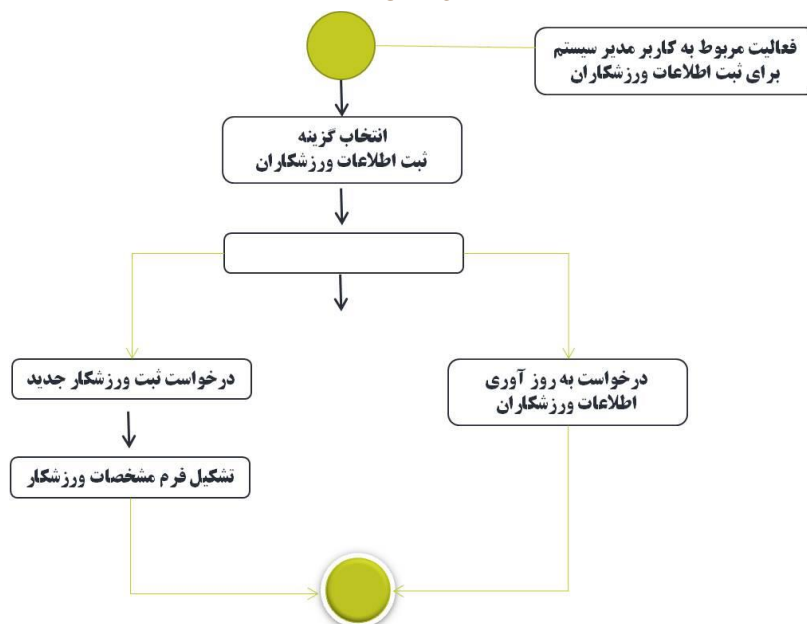 فعالیت مربوط به کاربر مدیر سیستم
برای ثبت اطلاعات ورزشکاران
انتخاب گزینه
ثبت اطلاعات ورزشکاران
درخواست به روز آوری
اطلاعات ورزشکاران
درخواست ثبت ورزشکار جدید
تشکیل فرم مشخصات ورزشکار